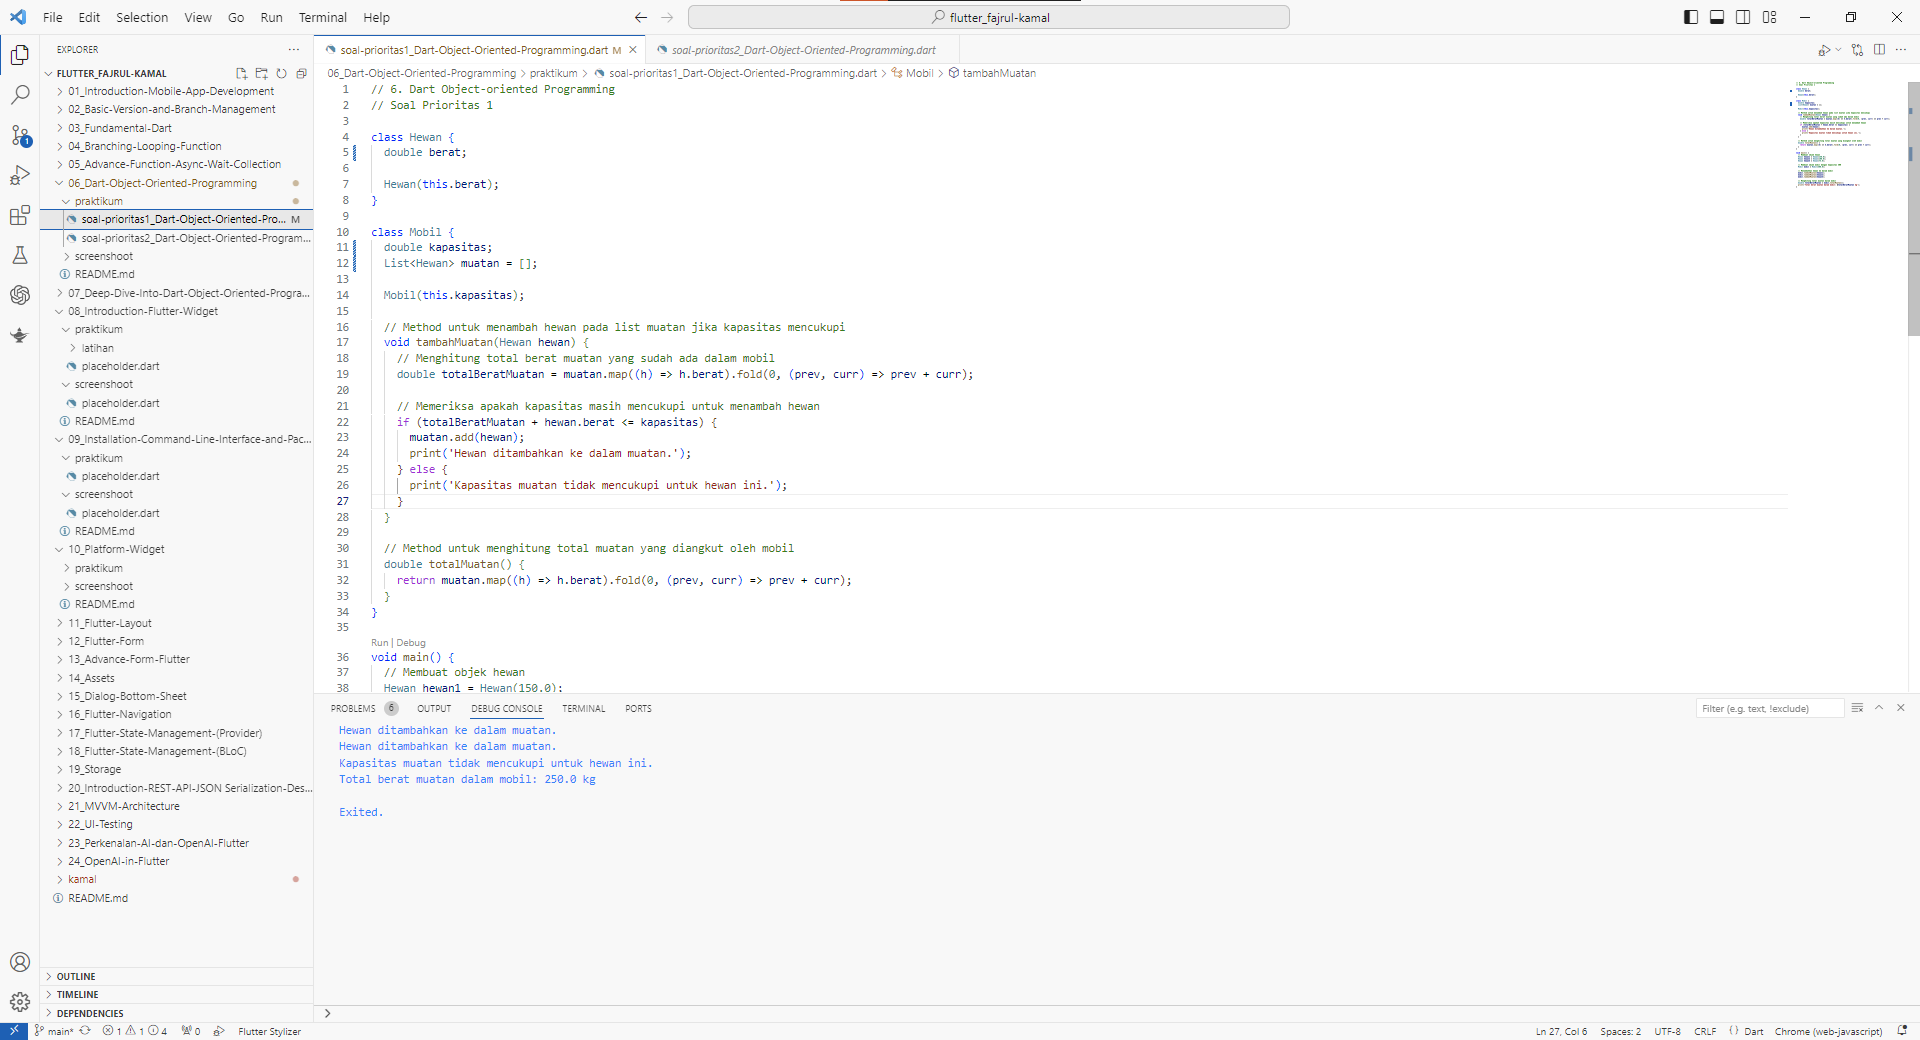 File Edit Selection View Go Run Terminal Help
flutter_fajrul-kamal
EXPLORER
FLUTTER_FAJRUL-KAMAL
01_Introduction-Mobile-App-Development
02_Basic-Version-and-Branch-Management
03_Fundamental-Dart
04_Branching-Looping-Function
05_Advance-Function-Async-Wait-Collection
06_Dart-Object-Oriented-Programming
praktikum
soal-prioritas1_Dart-Object-Oriented-Pro... M
soal-prioritas2_Dart-Object-Oriented-Program...
screenshoot
README.md
07_Deep-Dive-Into-Dart-Object-Oriented-Progra...
08_Introduction-Flutter-Widget
praktikum
latihan
placeholder.dart
screenshoot
placeholder.dart
README.md
09_Installation-Command-Line-Interface-and-Pac...
praktikum
placeholder.dart
screenshoot
placeholder.dart
README.md
10_Platform-Widget
praktikum
screenshoot
README.md
11_Flutter-Layout
12_Flutter-Form
13_Advance-Form-Flutter
14_Assets
15_Dialog-Bottom-Sheet
16_Flutter-Navigation
17_Flutter-State-Management-(Provider)
18_Flutter-State-Management-(BLoC)
19_Storage
20_Introduction-REST-API-JSON Serialization-Des...
21_MVVM-Architecture
22_UI-Testing
23_Perkenalan-AI-dan-OpenAI-Flutter
24_OpenAI-in-Flutter
kamal
README.md
OUTLINE
TIMELINE
DEPENDENCIES
soal-prioritas1_Dart-Object-Oriented-Programming.dart M
soal-prioritas2_Dart-Object-Oriented-Programming.dart
06_Dart-Object-Oriented-Programming > praktikum > soal-prioritas1_Dart-Object-Oriented-Programming.dart > Mobil > tambahMuatan
1 // 6. Dart Object-oriented Programming
2 // Soal Prioritas 1
3
4 class Hewan {
5 double berat;
6
7 Hewan(this.berat);
8 }
9
10 class Mobil {
11 double kapasitas;
12 List<Hewan> muatan = [];
13
14 Mobil(this.kapasitas);
15
16 // Method untuk menambah hewan pada list muatan jika kapasitas mencukupi
17 void tambahMuatan(Hewan hewan) {
18 // Menghitung total berat muatan yang sudah ada dalam mobil
19 double totalBeratMuatan = muatan.map((h) => h.berat).fold(0, (prev, curr) => prev + curr);
20
21 // Memeriksa apakah kapasitas masih mencukupi untuk menambah hewan
22 if (totalBeratMuatan + hewan.berat <= kapasitas) {
23 muatan.add(hewan);
24 print('Hewan ditambahkan ke dalam muatan.');
25 } else {
26 print('Kapasitas muatan tidak mencukupi untuk hewan ini.');
27 }
28 }
29
30 // Method untuk menghitung total muatan yang diangkut oleh mobil
31 double totalMuatan() {
32 return muatan.map((h) => h.berat).fold(0, (prev, curr) => prev + curr);
33 }
34 }
35
Run | Debug
36 void main() {
37 // Membuat objek hewan
38 Hewan hewan1 = Hewan(150.0);
PROBLEMS 6 OUTPUT DEBUG CONSOLE TERMINAL PORTS
Filter (e.g. text, !exclude)
Hewan ditambahkan ke dalam muatan.
Hewan ditambahkan ke dalam muatan.
Kapasitas muatan tidak mencukupi untuk hewan ini.
Total berat muatan dalam mobil: 250.0 kg
Exited.
main* 1 1 4 0 Flutter Stylizer
Ln 27, Col 6 Spaces: 2 UTF-8 CRLF {} Dart Chrome (web-javascript)